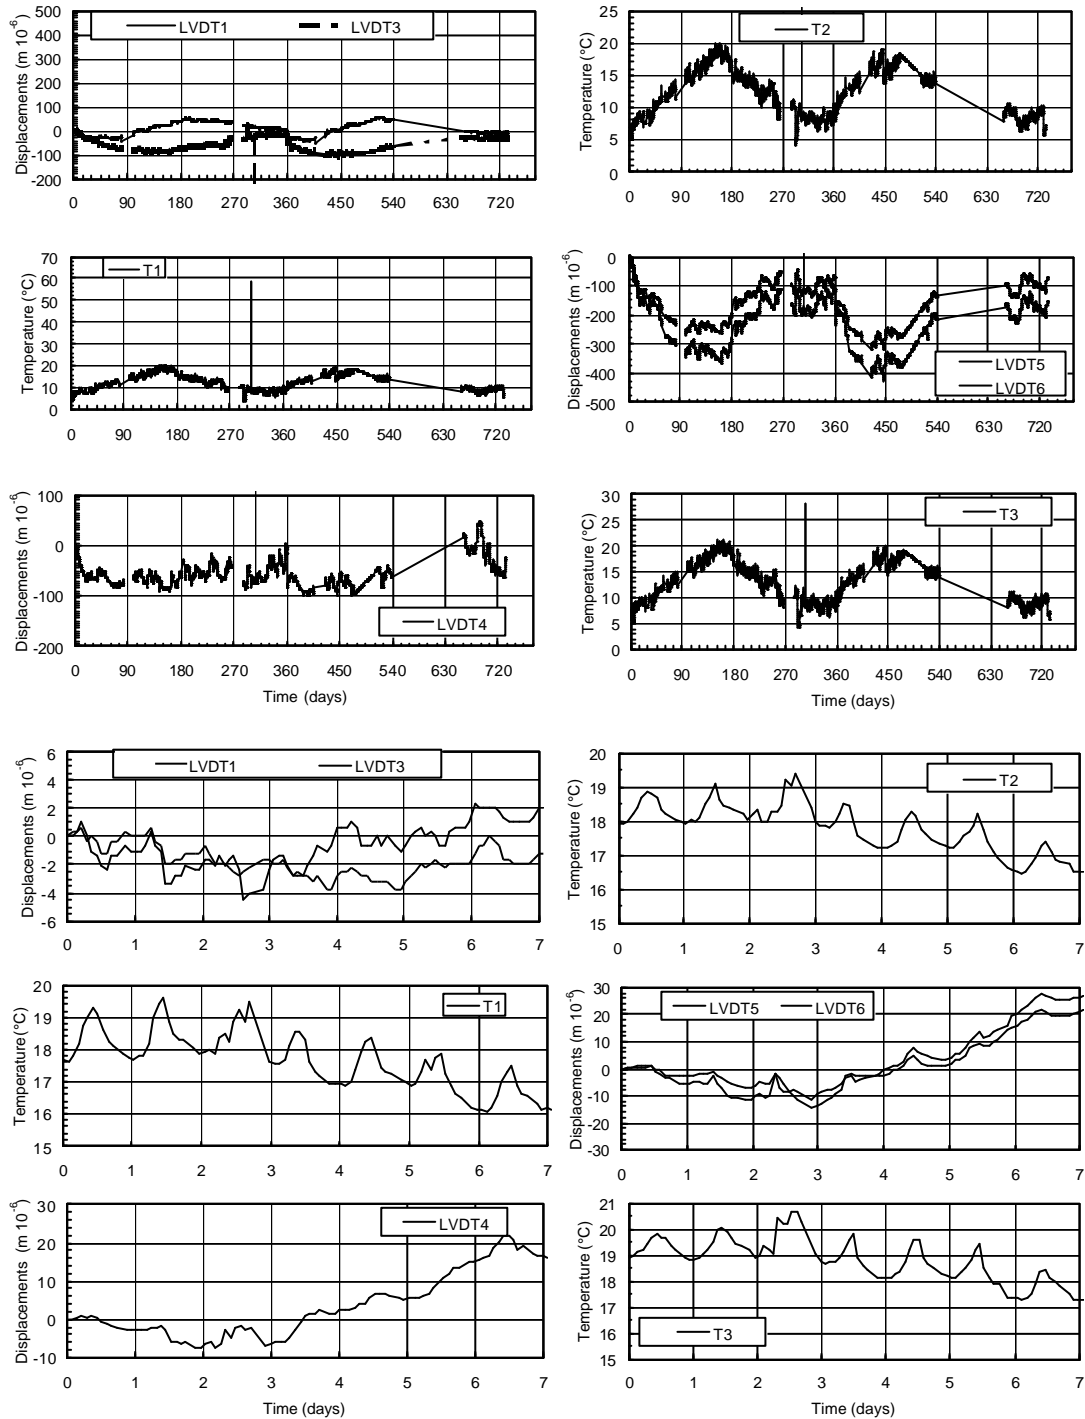 Displacements (m 10-6)
500
400
300
200
100
0
-100
-200
LVDT1 LVDT3
0 90 180 270 360 450 540 630 720
Temperature (°C)
25
20
15
10
5
0
T2
0 90 180 270 360 450 540 630 720
Temperature (°C)
70
60
50
40
30
20
10
0
T1
0 90 180 270 360 450 540 630 720
Displacements (m 10-6)
0
-100
-200
-300
-400
-500
LVDT5
LVDT6
0 90 180 270 360 450 540 630 720
Displacements (m 10-6)
100
0
-100
-200
LVDT4
0 90 180 270 360 450 540 630 720
Time (days)
Temperature (°C)
30
25
20
15
10
5
0
T3
0 90 180 270 360 450 540 630 720
Time (days)
Displacements (m 10-6)
6
4
2
0
-2
-4
-6
LVDT1 LVDT3
0 1 2 3 4 5 6 7
Temperature (°C)
20
19
18
17
16
15
T2
0 1 2 3 4 5 6 7
Temperature (°C)
20
19
18
17
16
15
T1
0 1 2 3 4 5 6 7
Displacements (m 10-6)
30
20
10
0
-10
-20
-30
LVDT5 LVDT6
0 1 2 3 4 5 6 7
Displacements (m 10-6)
30
20
10
0
-10
LVDT4
0 1 2 3 4 5 6 7
Time (days)
Temperature (°C)
21
20
19
18
17
16
15
T3
0 1 2 3 4 5 6 7
Time (days)